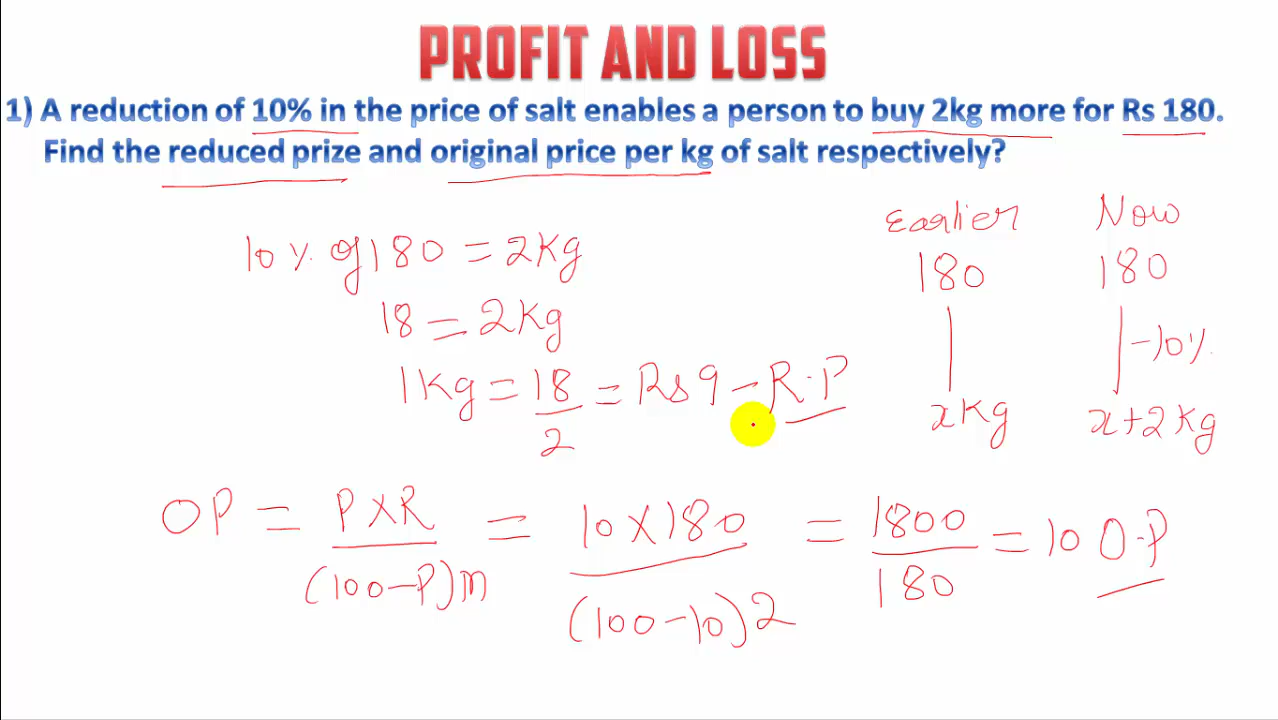 PROFIT AND LOSS
1) A reduction of 10% in the price of salt enables a person to buy 2kg more for Rs 180.
Find the reduced prize and original price per kg of salt respectively?
Earlier Now
10% of 180 = 2Kg
180 180
18 = 2Kg
-10%
1Kg = 18/2 = Rs 9 - R.P
xKg x+2Kg
OP = P×R/(100-P)n = 10×180/(100-10)2 = 1800/180 = 10 O.P